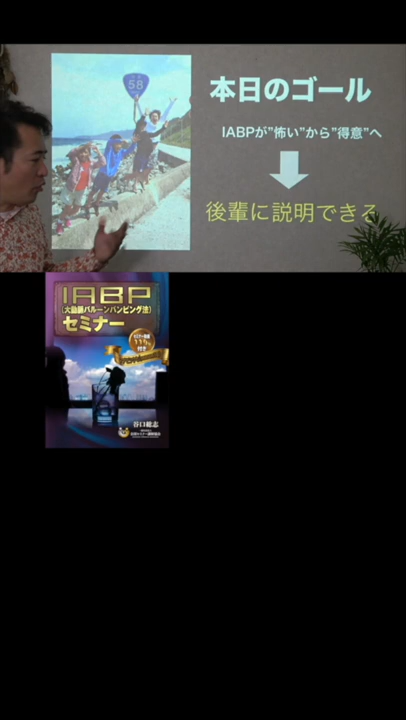 58
本日のゴール
IABPが”怖い”から”得意”へ
後輩に説明できる
IABP
(大動脈バルーンパンピング法)
セミナー
付き
谷口総志